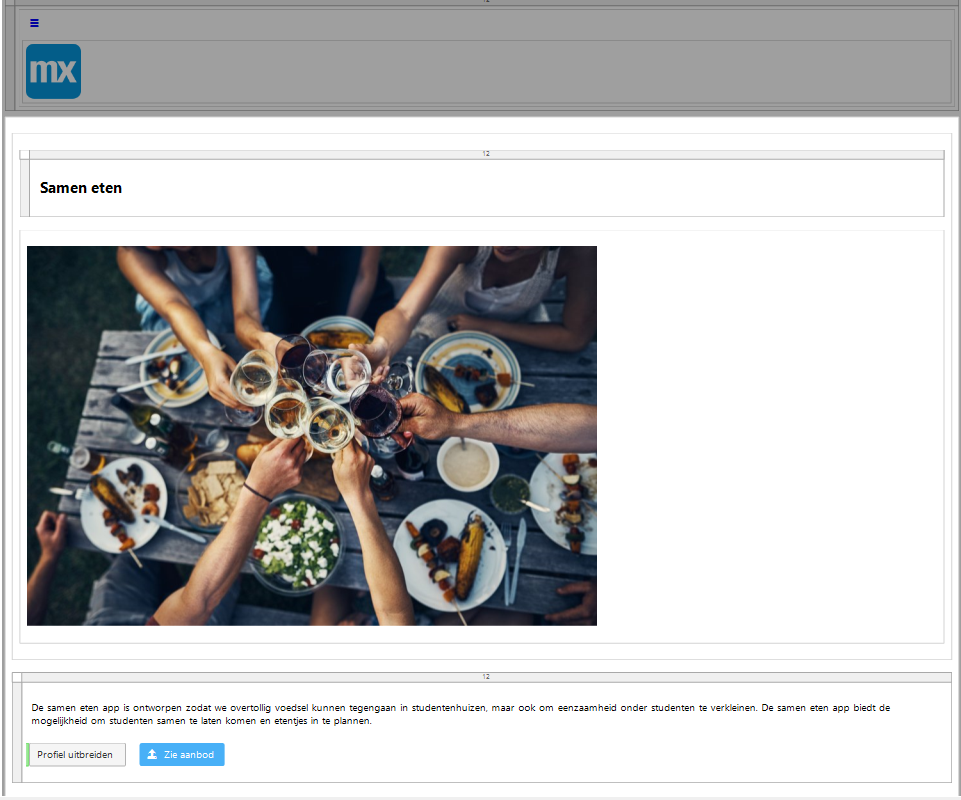 12
mx
12
Samen eten
12
De samen eten app is ontworpen zodat we overtollig voedsel kunnen tegengaan in studentenhuizen, maar ook om eenzaamheid onder studenten te verkleinen. De samen eten app biedt de
mogelijkheid om studenten samen te laten komen en etentjes in te plannen.
Profiel uitbreiden
Zie aanbod